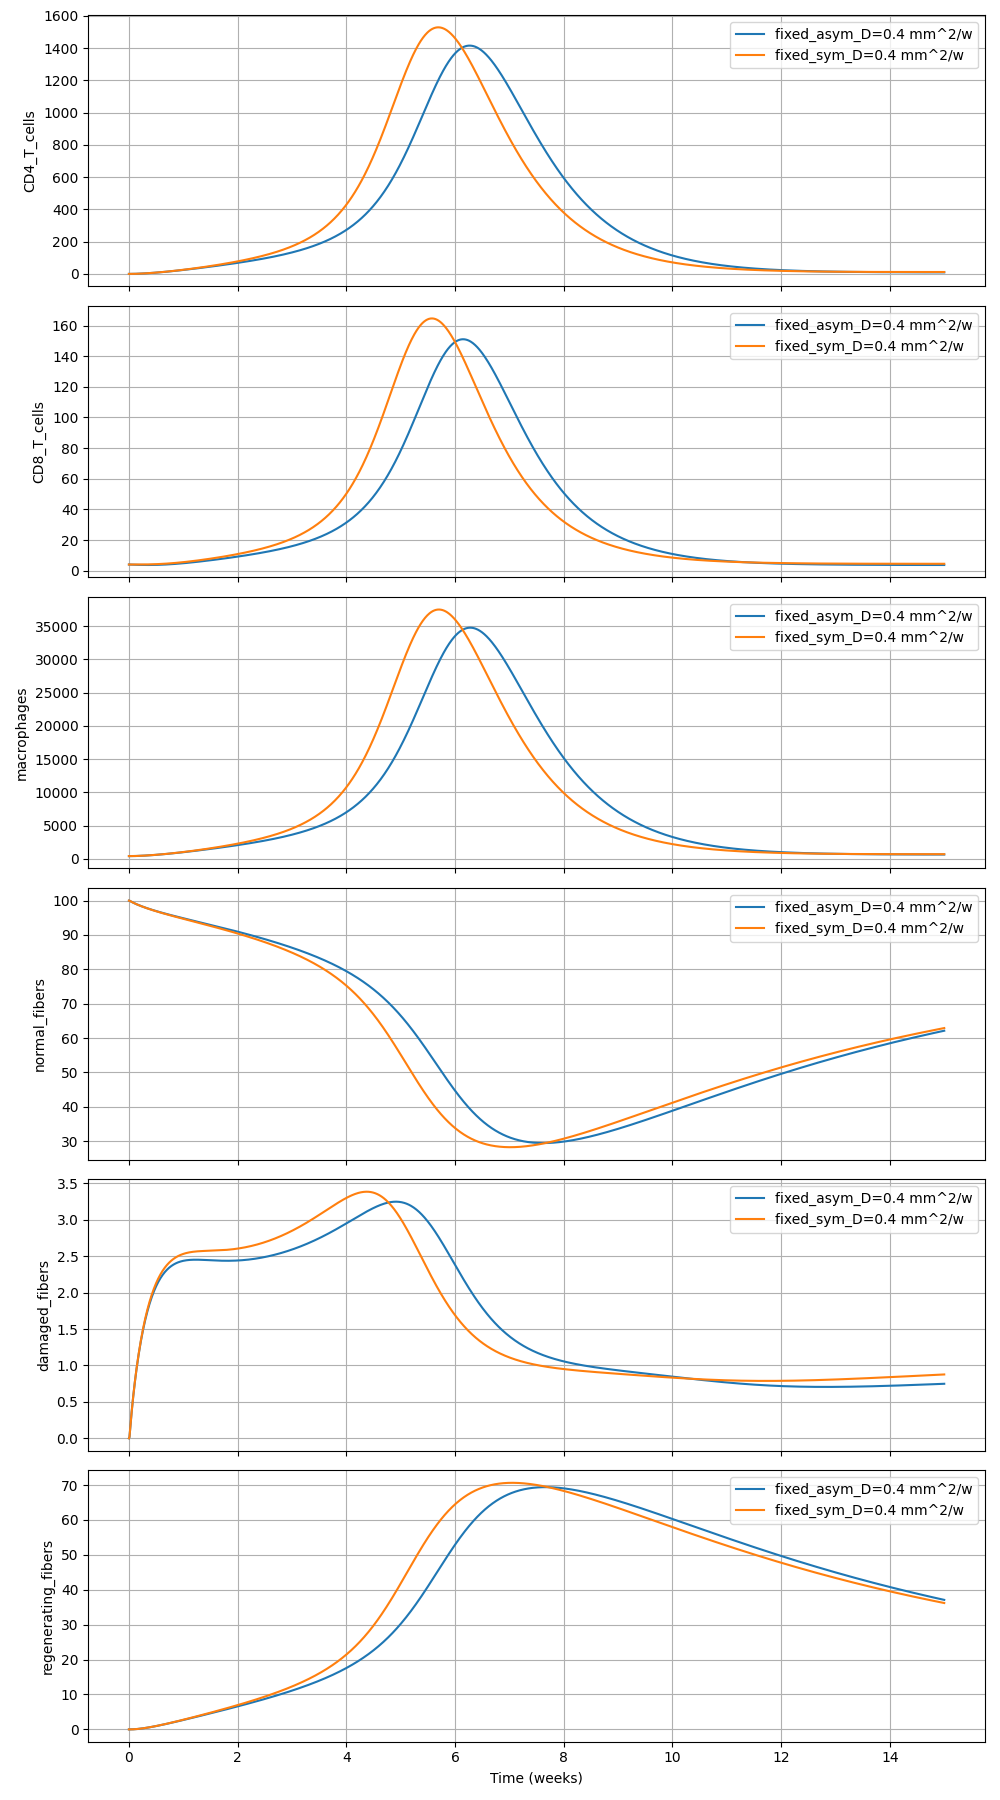 1600
1400
1200
1000
800
600
400
200
0
CD4_T_cells
fixed_asym_D=0.4 mm^2/w
fixed_sym_D=0.4 mm^2/w
160
140
120
100
80
60
40
20
0
CD8_T_cells
fixed_asym_D=0.4 mm^2/w
fixed_sym_D=0.4 mm^2/w
35000
30000
25000
20000
15000
10000
5000
0
macrophages
fixed_asym_D=0.4 mm^2/w
fixed_sym_D=0.4 mm^2/w
100
90
80
70
60
50
40
30
normal_fibers
fixed_asym_D=0.4 mm^2/w
fixed_sym_D=0.4 mm^2/w
3.5
3.0
2.5
2.0
1.5
1.0
0.5
0.0
damaged_fibers
fixed_asym_D=0.4 mm^2/w
fixed_sym_D=0.4 mm^2/w
70
60
50
40
30
20
10
0
regenerating_fibers
fixed_asym_D=0.4 mm^2/w
fixed_sym_D=0.4 mm^2/w
0 2 4 6 8 10 12 14
Time (weeks)